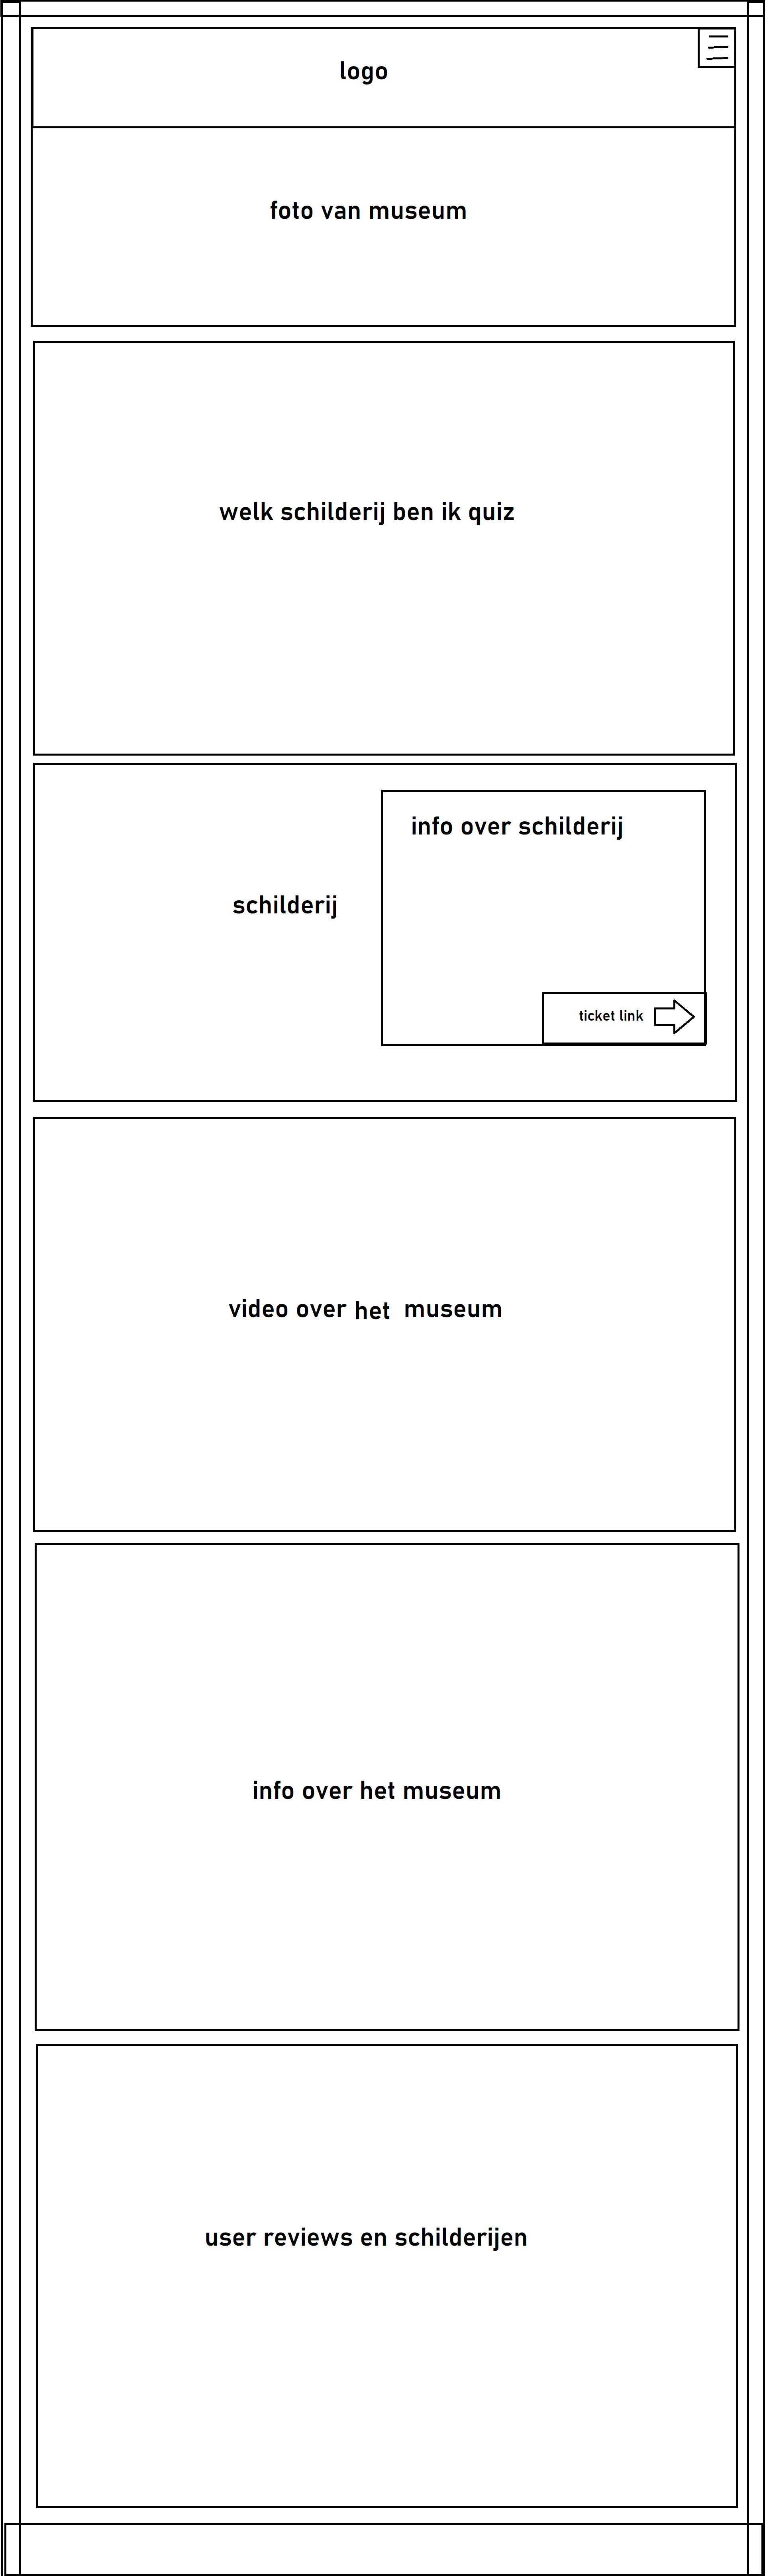 logo
foto van museum
welk schilderij ben ik quiz
info over schilderij
schilderij
ticket link
video over het museum
info over het museum
user reviews en schilderijen